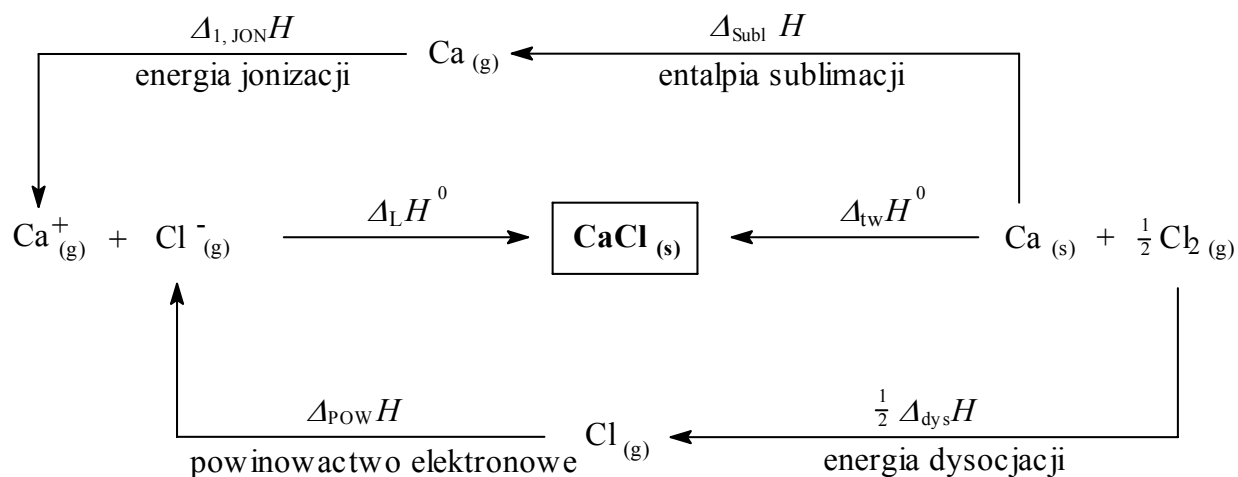 Δ1, JONH
energia jonizacji
Ca (g)
ΔSubl H
entalpia sublimacji
Ca+(g) + Cl-(g)
ΔLH0
CaCl (s)
ΔtwH0
Ca (s) + 1/2 Cl2 (g)
ΔPOWH
powinowactwo elektronowe
Cl (g)
1/2 ΔdysH
energia dysocjacji